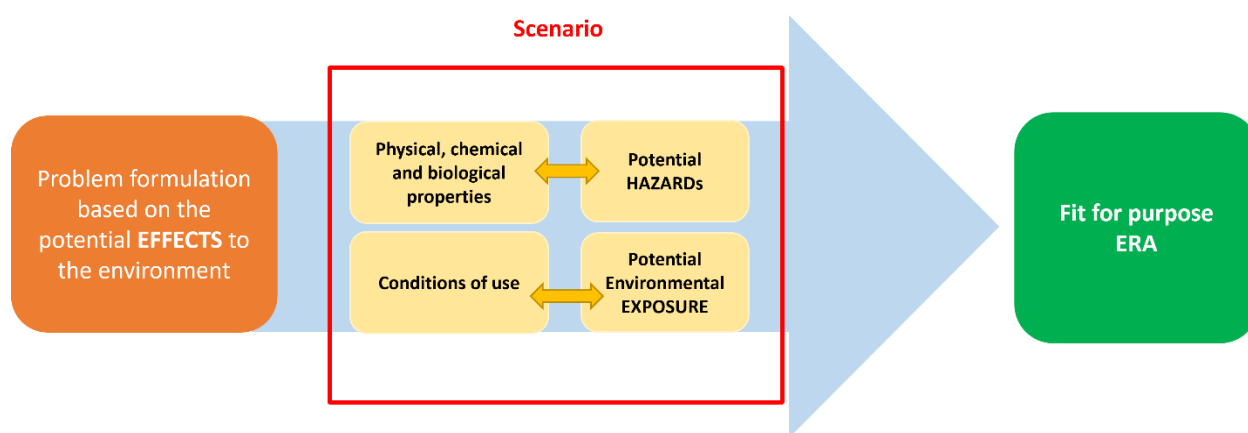 Scenario
Problem formulation
based on the
potential EFFECTS to
the environment
Physical, chemical
and biological
properties
Potential
HAZARDs
Conditions of use
Potential
Environmental
EXPOSURE
Fit for purpose
ERA